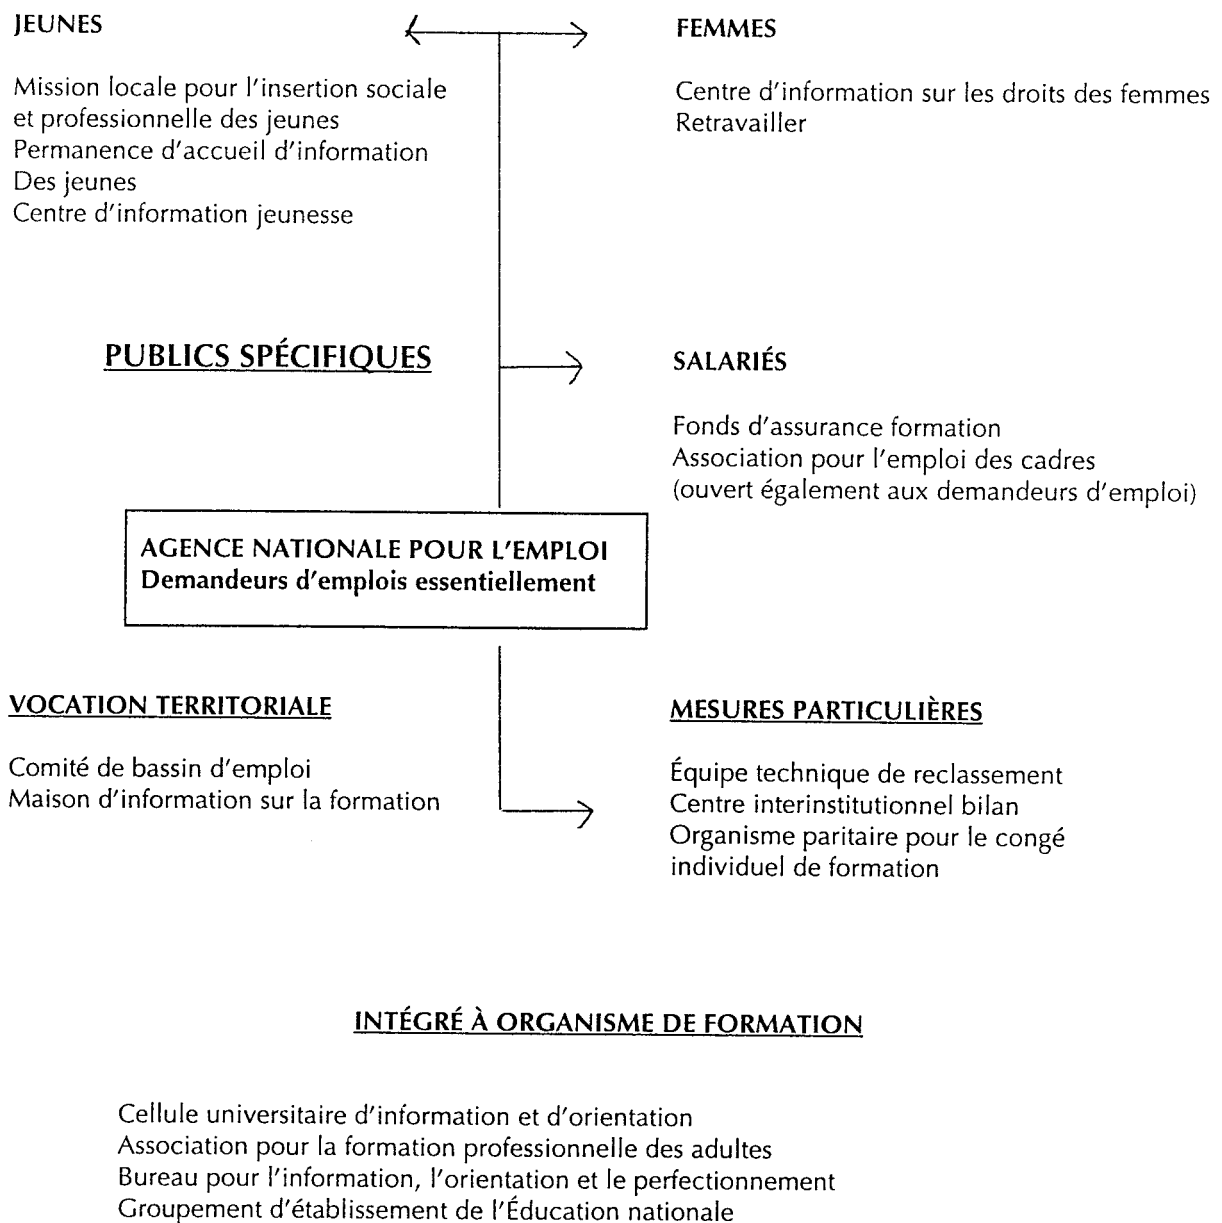 JEUNES
Mission locale pour l'insertion sociale
et professionnelle des jeunes
Permanence d'accueil d'information
Des jeunes
Centre d'information jeunesse
FEMMES
Centre d'information sur les droits des femmes
Retravailler
PUBLICS SPÉCIFIQUES
SALARIÉS
Fonds d'assurance formation
Association pour l'emploi des cadres
(ouvert également aux demandeurs d'emploi)
AGENCE NATIONALE POUR L'EMPLOI
Demandeurs d'emplois essentiellement
VOCATION TERRITORIALE
Comité de bassin d'emploi
Maison d'information sur la formation
MESURES PARTICULIÈRES
Équipe technique de reclassement
Centre interinstitutionnel bilan
Organisme paritaire pour le congé
individuel de formation
INTÉGRÉ À ORGANISME DE FORMATION
Cellule universitaire d'information et d'orientation
Association pour la formation professionnelle des adultes
Bureau pour l'information, l'orientation et le perfectionnement
Groupement d'établissement de l'Éducation nationale